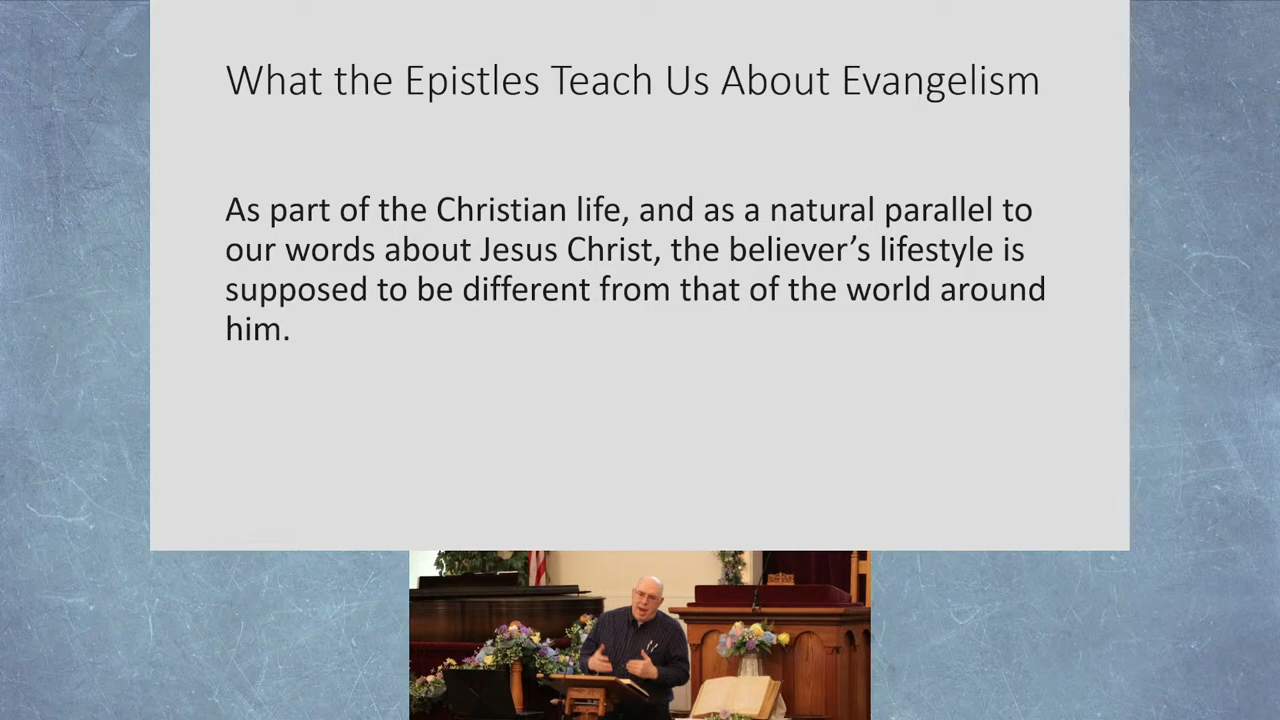 What the Epistles Teach Us About Evangelism
As part of the Christian life, and as a natural parallel to
our words about Jesus Christ, the believer’s lifestyle is
supposed to be different from that of the world around
him.